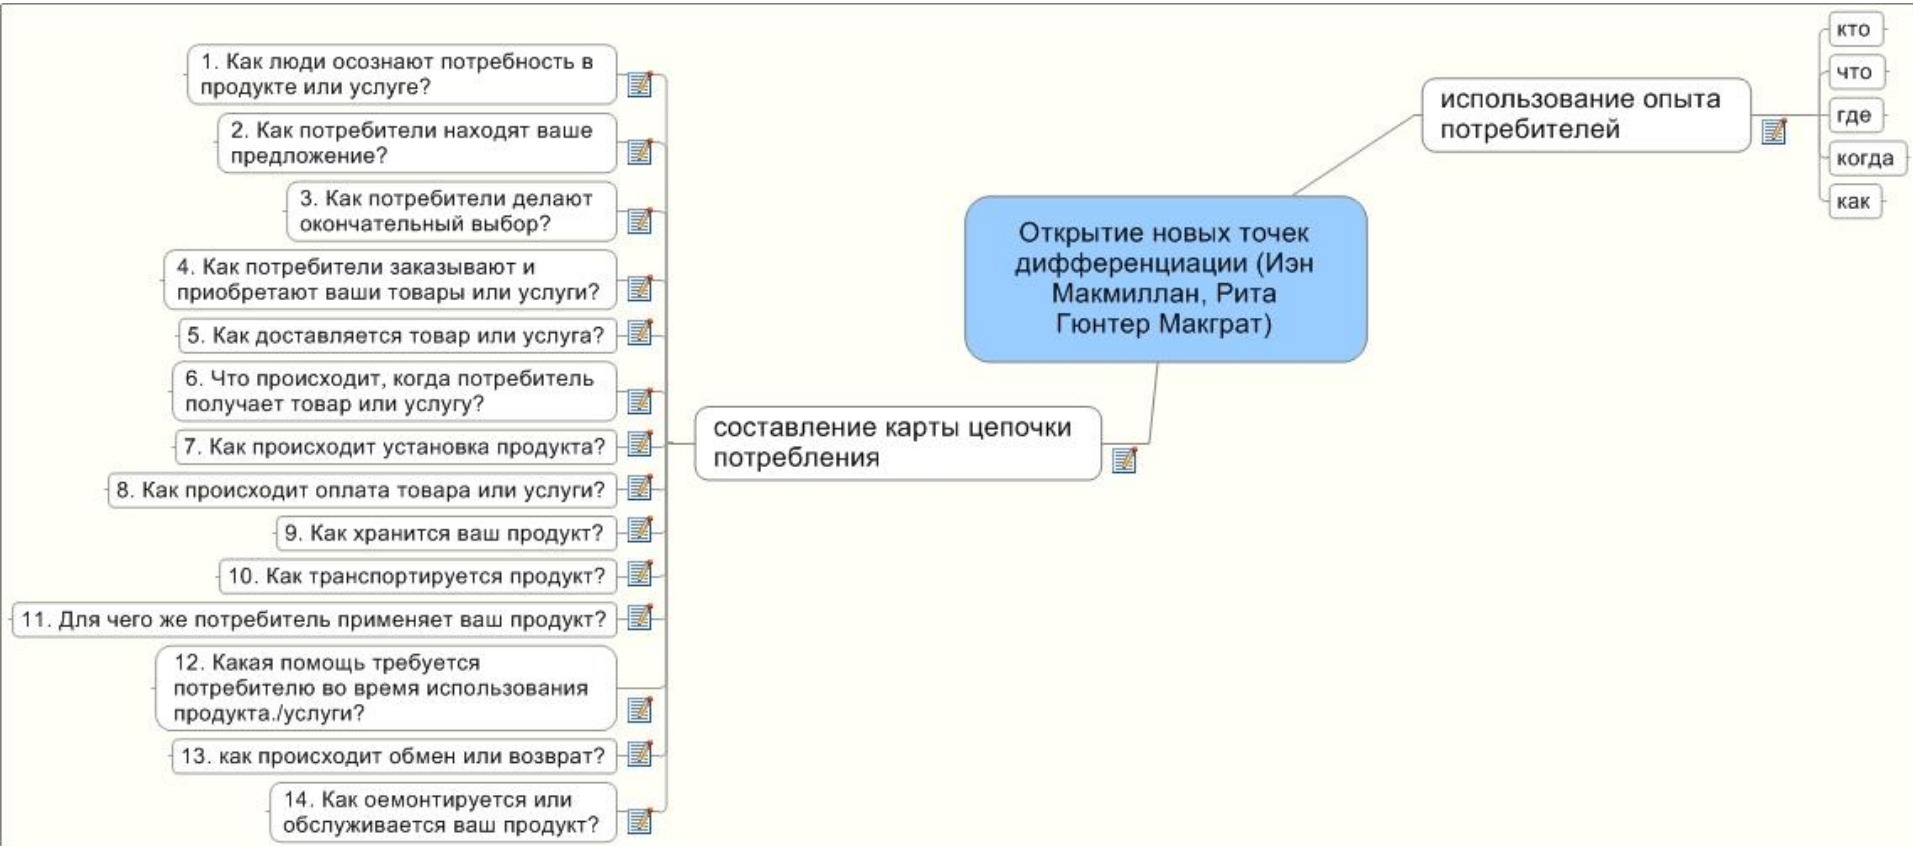 1. Как люди осознают потребность в
продукте или услуге?
2. Как потребители находят ваше
предложение?
3. Как потребители делают
окончательный выбор?
4. Как потребители заказывают и
приобретают ваши товары или услуги?
5. Как доставляется товар или услуга?
6. Что происходит, когда потребитель
получает товар или услугу?
7. Как происходит установка продукта?
8. Как происходит оплата товара или услуги?
9. Как хранится ваш продукт?
10. Как транспортируется продукт?
11. Для чего же потребитель применяет ваш продукт?
12. Какая помощь требуется
потребителю во время использования
продукта./услуги?
13. как происходит обмен или возврат?
14. Как оемонтируется или
обслуживается ваш продукт?
составление карты цепочки
потребления
Открытие новых точек
дифференциации (Иэн
Макмиллан, Рита
Гюнтер Макграт)
использование опыта
потребителей
кто
что
где
когда
как